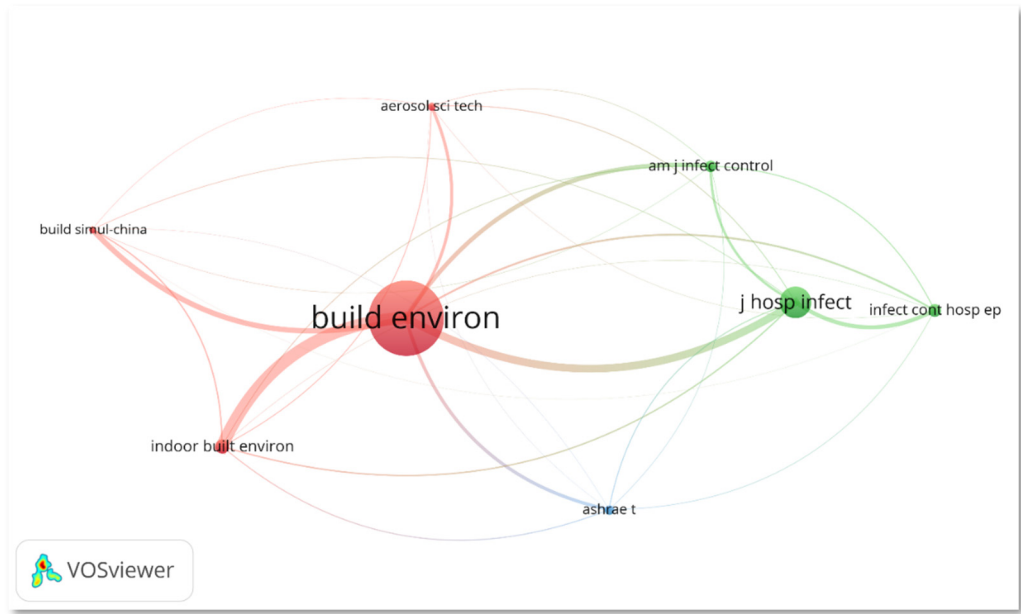 aerosol sci tech
am j infect control
build simul-china
j hosp infect
infect cont hosp ep
build environ
indoor built environ
ashrae t
VOSviewer